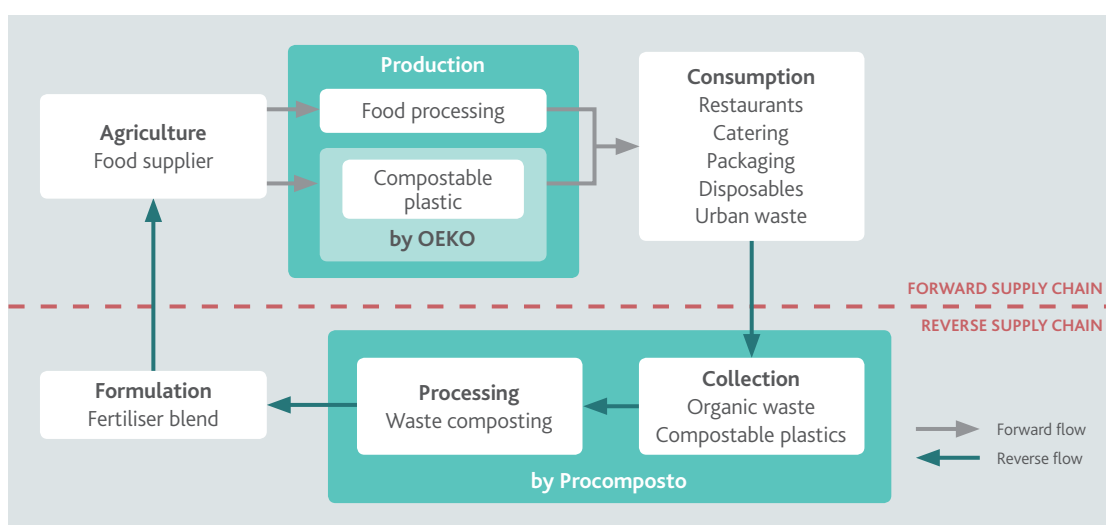 Production
Food processing
Compostable
plastic
by OEKO
Agriculture
Food supplier
Consumption
Restaurants
Catering
Packaging
Disposables
Urban waste
FORWARD SUPPLY CHAIN
REVERSE SUPPLY CHAIN
Formulation
Fertiliser blend
Processing
Waste composting
Collection
Organic waste
Compostable plastics
by Procomposto
Forward flow
Reverse flow